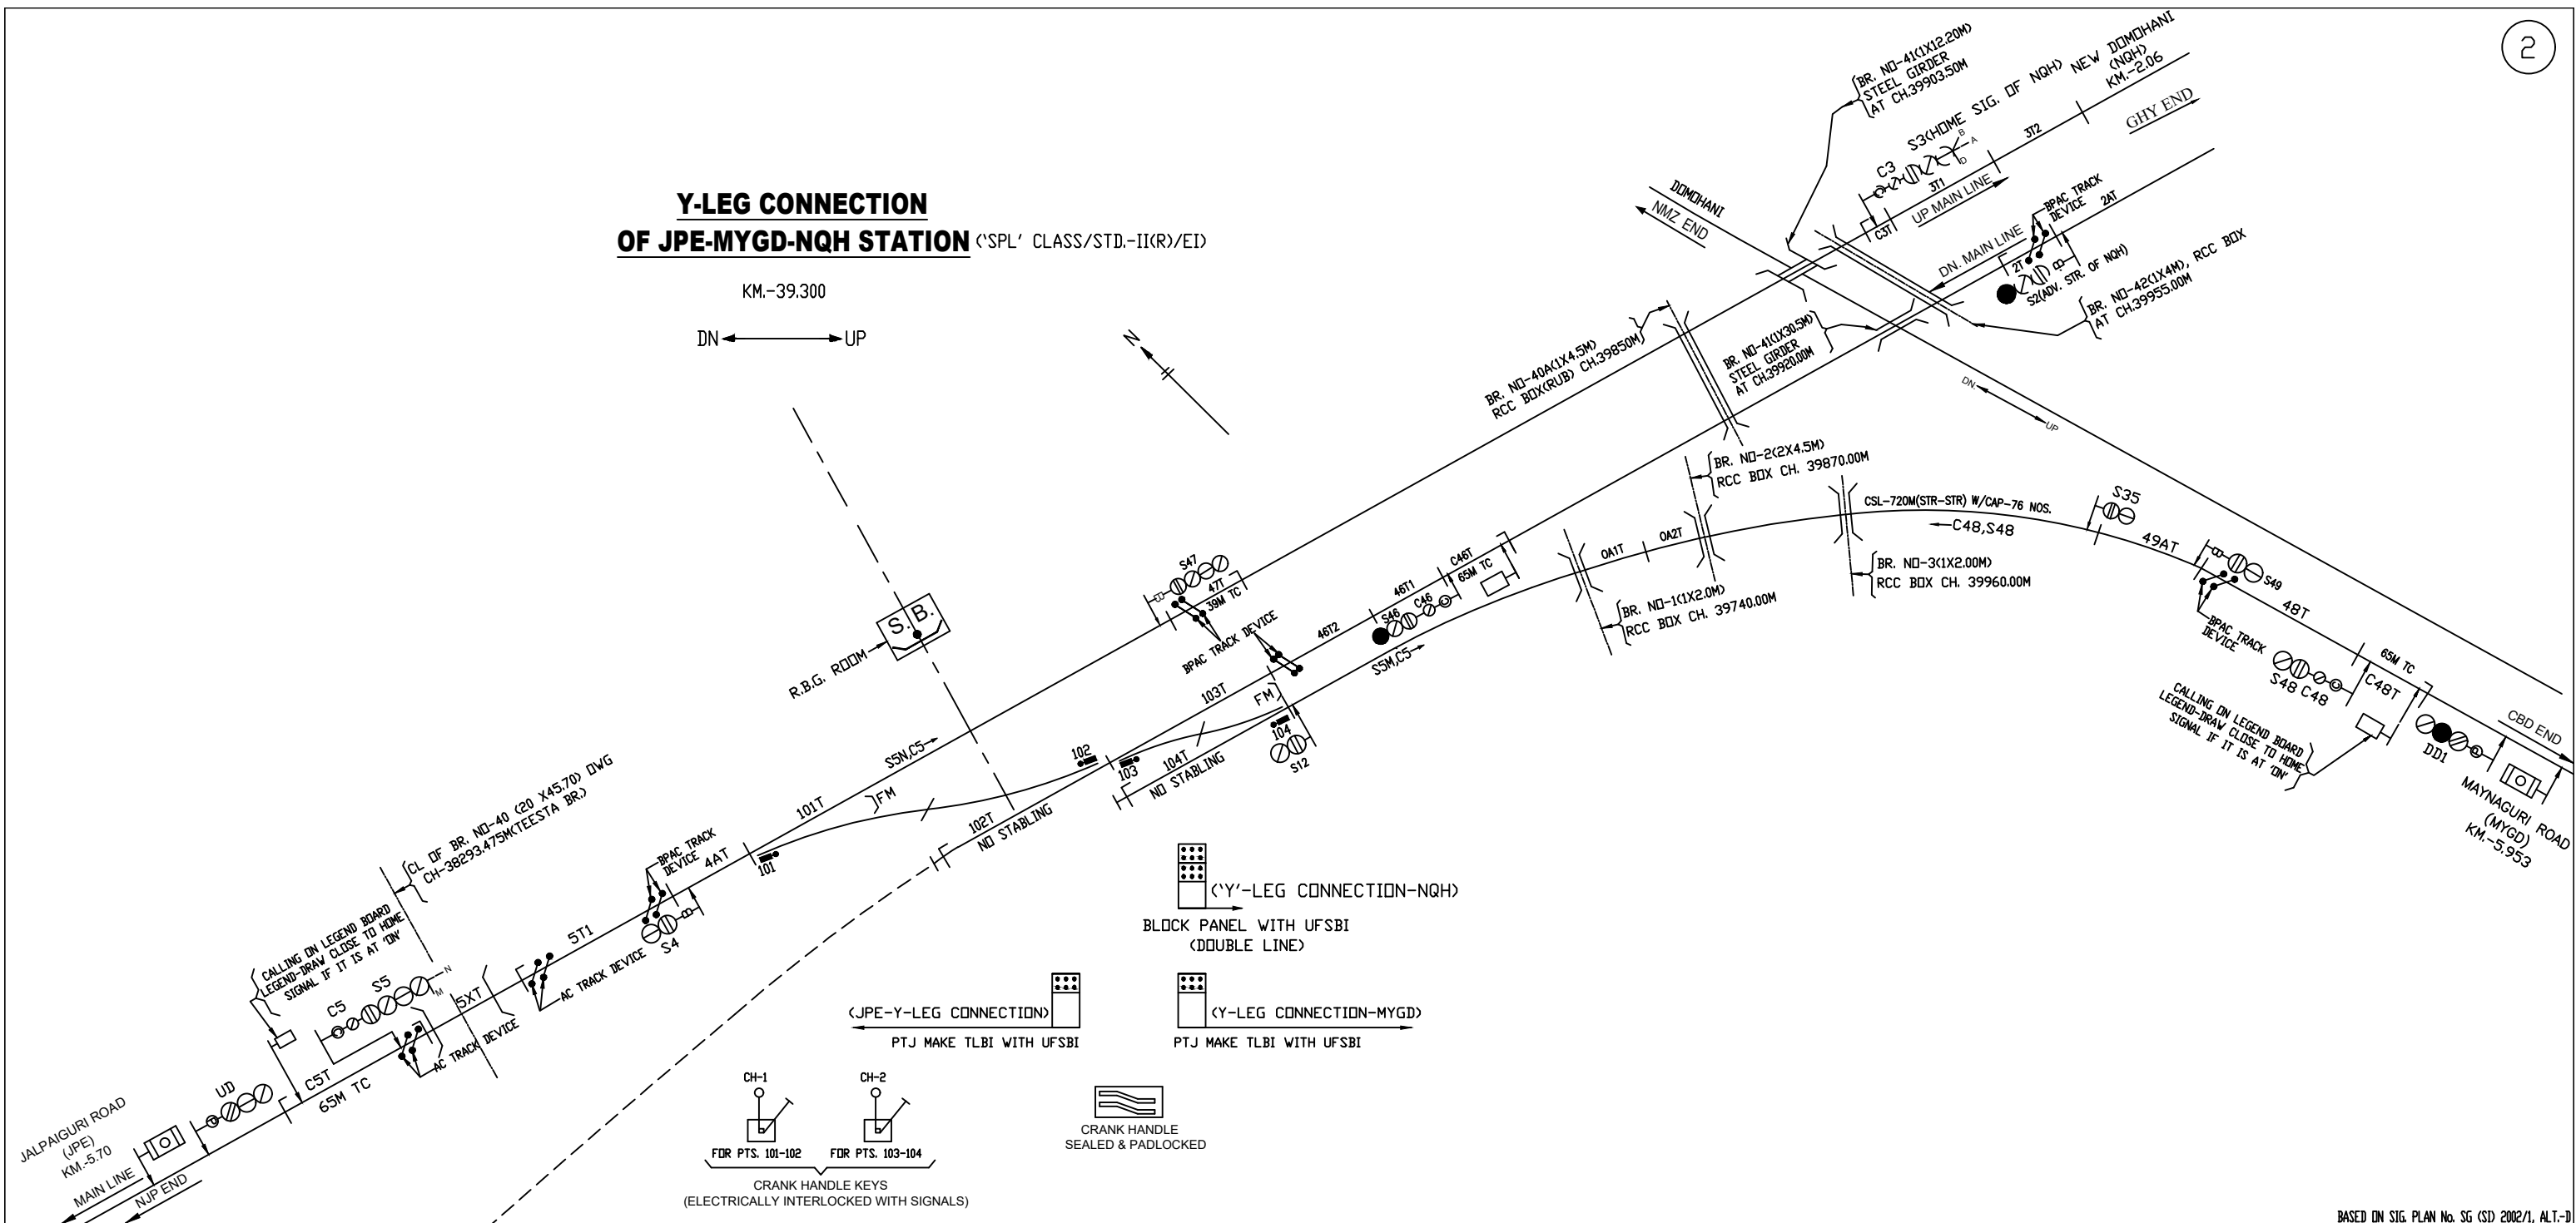 2
Y-LEG CONNECTION
OF JPE-MYGD-NQH STATION ('SPL' CLASS/STD.-II(R)/EI)
KM.-39.300
DN UP
N
BR. NO-41(1X12.20M)
STEEL GIRDER
AT CH.39903.50M
S3(HOME SIG. OF NQH)
NEW DOMOHANI
(NQH)
KM.-2.06
GHY END
C3
B
A
D
3T2
3T1
UP MAIN LINE
C3T
DOMOHANI
NMZ END
BPAC TRACK
DEVICE
2AT
DN. MAIN LINE
2T
S2(ADV. STR. OF NQH)
BR. NO-42(1X4M), RCC BOX
AT CH.39955.00M
BR. NO-40A(1X4.5M)
RCC BOX(RUB) CH.39850M
BR. NO-41(1X30.5M)
STEEL GIRDER
AT CH.39920.00M
DN.
UP
BR. NO-2(2X4.5M)
RCC BOX CH. 39870.00M
CSL-720M(STR-STR) W/CAP-76 NOS.
C48,S48
S35
49AT
S49
48T
BPAC TRACK
DEVICE
BR. NO-3(1X2.00M)
RCC BOX CH. 39960.00M
BR. NO-1(1X2.0M)
RCC BOX CH. 39740.00M
0A1T
0A2T
S48 C48
65M TC
C48T
CALLING ON LEGEND BOARD
LEGEND-DRAW CLOSE TO HOME
SIGNAL IF IT IS AT 'ON'
DD1
CBD END
MAYNAGURI ROAD
(MYGD)
KM.-5.953
S47
47T
39M TC
BPAC TRACK DEVICE
46T2
46T1
C46T
65M TC
S46
C46
S5M,C5
S.B.
R.B.G. ROOM
S5N,C5
102
103
103T
104T
NO STABLING
FM
104
S12
101T
FM
102T
NO STABLING
101
BPAC TRACK
DEVICE
4AT
S4
5T1
AC TRACK DEVICE
CL OF BR. NO-40 (20 X45.70) DWG
CH-38293.475M(TEESTA BR.)
CALLING ON LEGEND BOARD
LEGEND-DRAW CLOSE TO HOME
SIGNAL IF IT IS AT 'ON'
C5
S5
N
M
5XT
AC TRACK DEVICE
C5T
65M TC
UD
JALPAIGURI ROAD
(JPE)
KM.-5.70
MAIN LINE
NJP END
('Y'-LEG CONNECTION-NQH)
BLOCK PANEL WITH UFSBI
(DOUBLE LINE)
(JPE-Y-LEG CONNECTION)
PTJ MAKE TLBI WITH UFSBI
(Y-LEG CONNECTION-MYGD)
PTJ MAKE TLBI WITH UFSBI
CH-1
CH-2
FOR PTS. 101-102
FOR PTS. 103-104
CRANK HANDLE KEYS
(ELECTRICALLY INTERLOCKED WITH SIGNALS)
CRANK HANDLE
SEALED & PADLOCKED
BASED ON SIG. PLAN No. SG (SI) 2002/1, ALT.-D